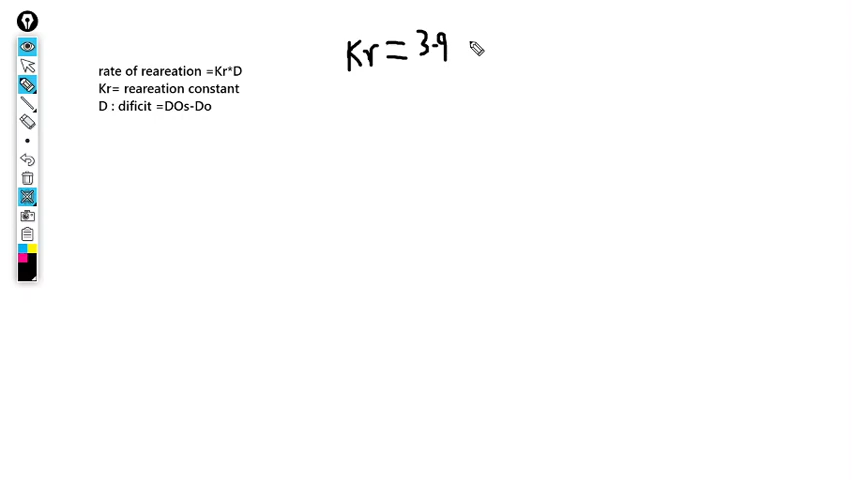 Kr = 3.9
rate of reareation =Kr*D
Kr= reareation constant
D : dificit =DOs-Do